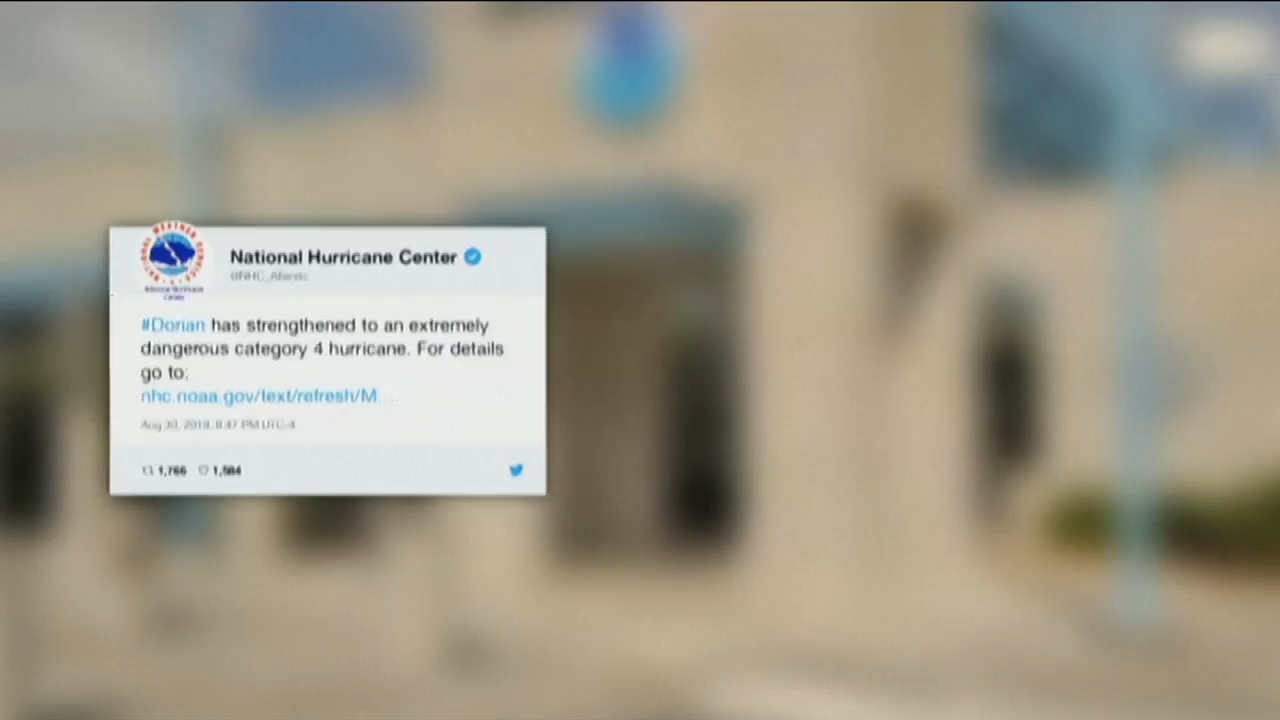 National Hurricane Center
@NHC_Atlantic
#Dorian has strengthened to an extremely
dangerous category 4 hurricane. For details
go to:
nhc.noaa.gov/text/refresh/M...
Aug 30, 2019, 8:47 PM UTC-4
1,766 1,584